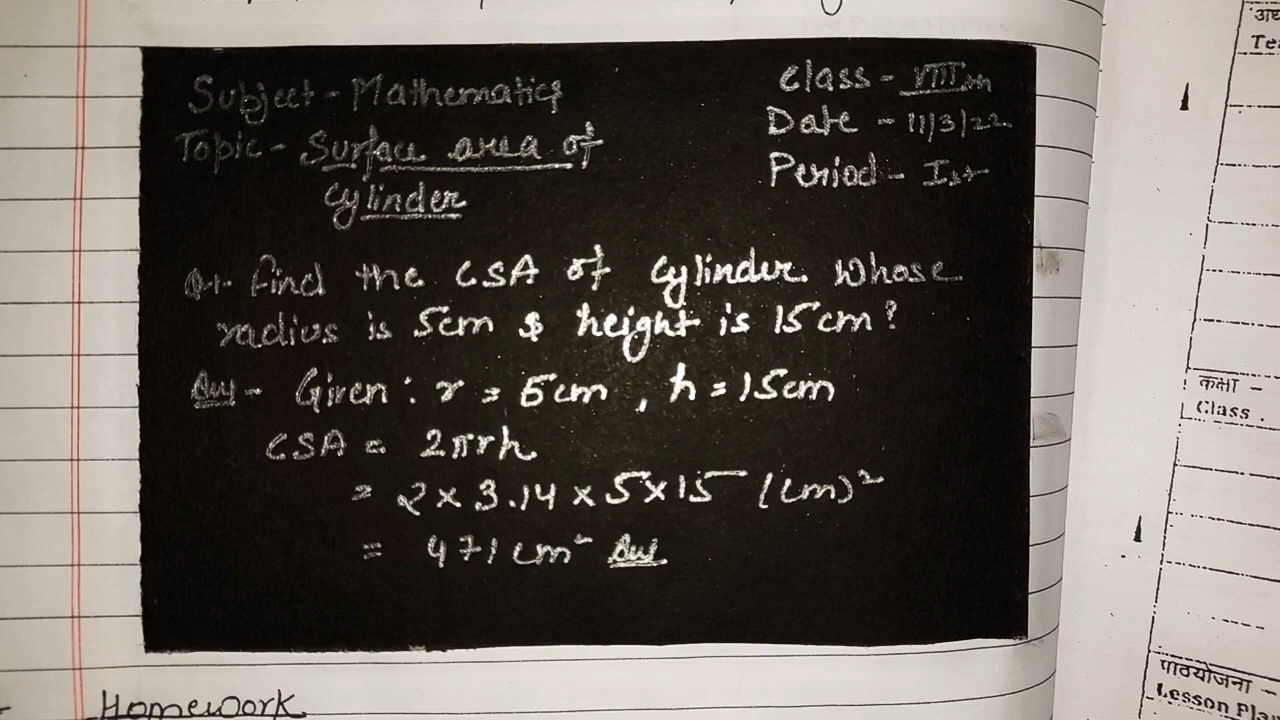 Subject - Mathematics
Topic - Surface area of
cylinder
Class - VIIIth
Date - 11/3/22
Period - Ist
Q1. find the CSA of cylinder whose
radius is 5cm & height is 15cm?
Ans - Given : r = 5cm , h = 15cm
CSA = 2πrh
= 2 x 3.14 x 5 x 15 (cm)²
= 471 cm² Ans
Homework
कक्षा -
Class .
पाठयोजना -
Lesson Pla